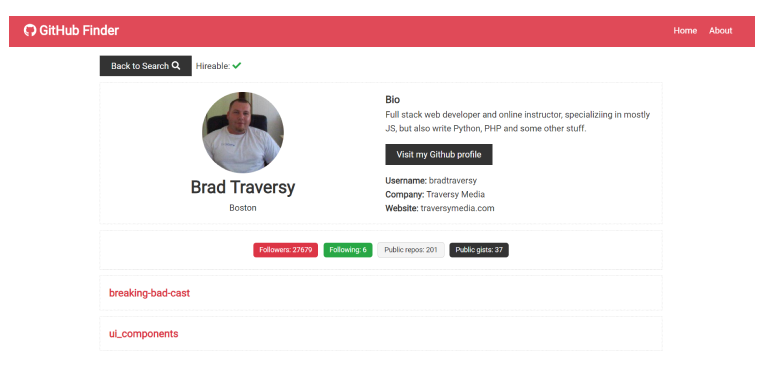 GitHub Finder
Home About
Back to Search Hireable:
Brad Traversy
Boston
Bio
Full stack web developer and online instructor, specializiing in mostly
JS, but also write Python, PHP and some other stuff.
Visit my Github profile
Username: bradtraversy
Company: Traversy Media
Website: traversymedia.com
Followers: 27679 Following: 6 Public repos: 201 Public gists: 37
breaking-bad-cast
ui_components